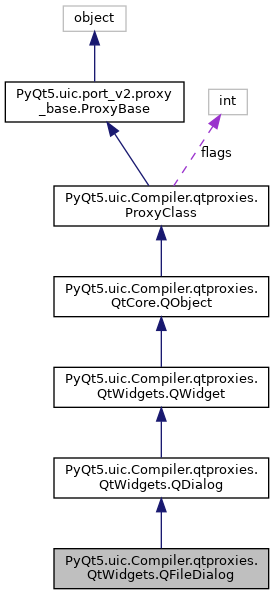 object
PyQt5.uic.port_v2.proxy
_base.ProxyBase
int
flags
PyQt5.uic.Compiler.qtproxies.
ProxyClass
PyQt5.uic.Compiler.qtproxies.
QtCore.QObject
PyQt5.uic.Compiler.qtproxies.
QtWidgets.QWidget
PyQt5.uic.Compiler.qtproxies.
QtWidgets.QDialog
PyQt5.uic.Compiler.qtproxies.
QtWidgets.QFileDialog